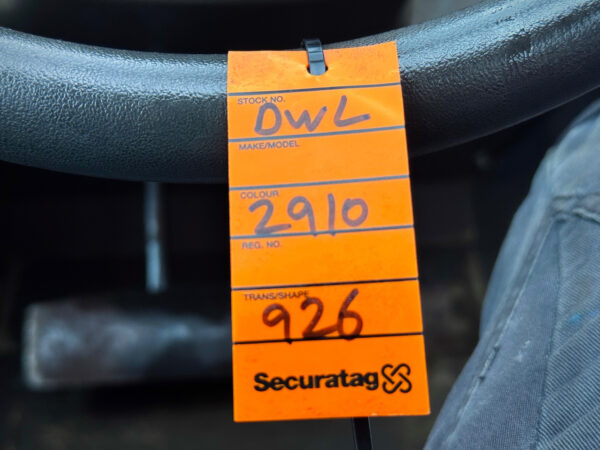 STOCK NO.
DWL
MAKE/MODEL
COLOUR
2910
REG. NO.
TRANS/SHAPE
926
Securatag